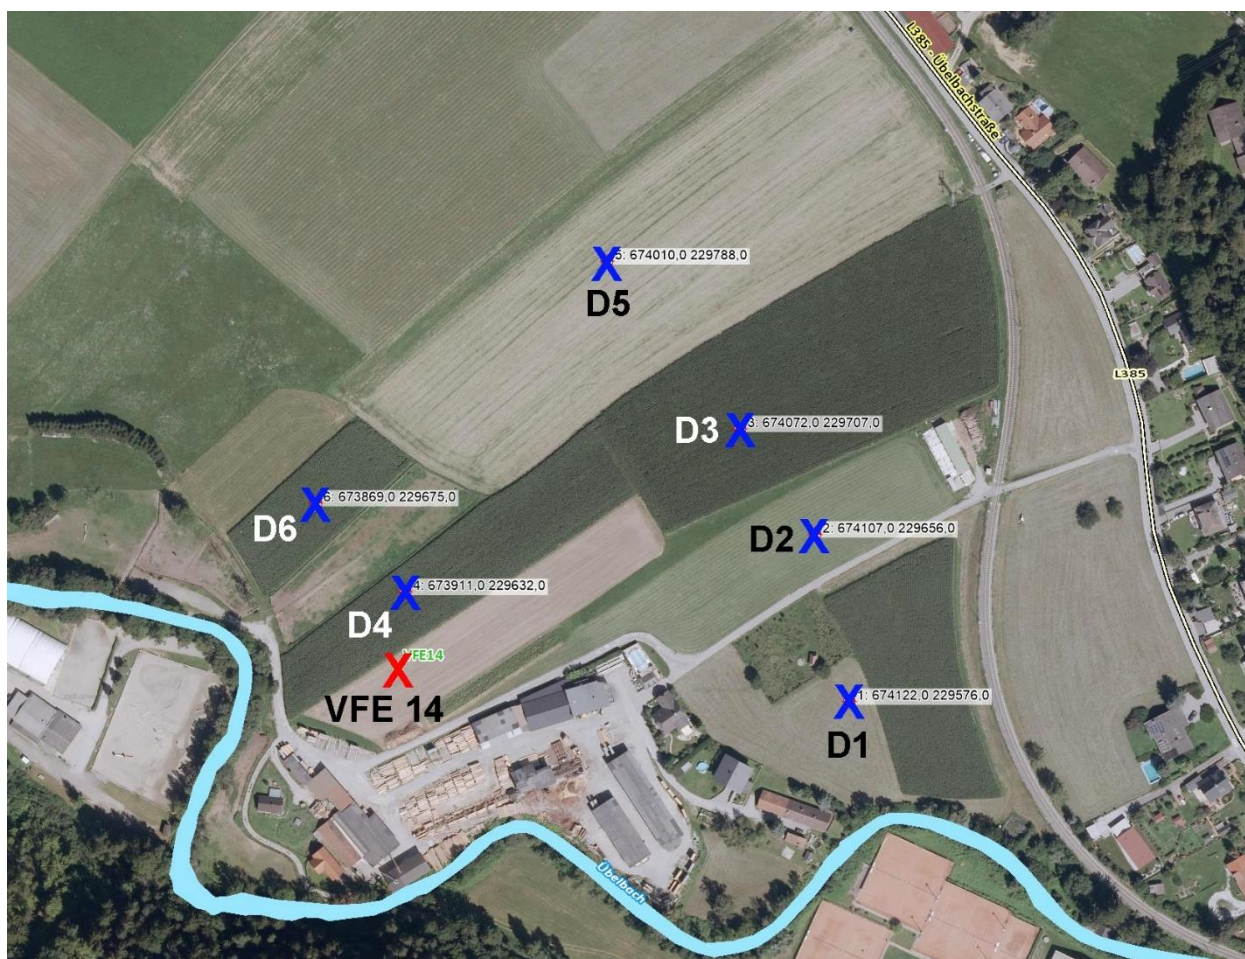 L385 - Übelbachstraße
5: 674010,0 229788,0
D5
L385
D3
3: 674072,0 229707,0
6: 673869,0 229675,0
D6
D2
2: 674107,0 229656,0
4: 673911,0 229632,0
D4
VFE14
VFE 14
1: 674122,0 229576,0
D1
Übelbach